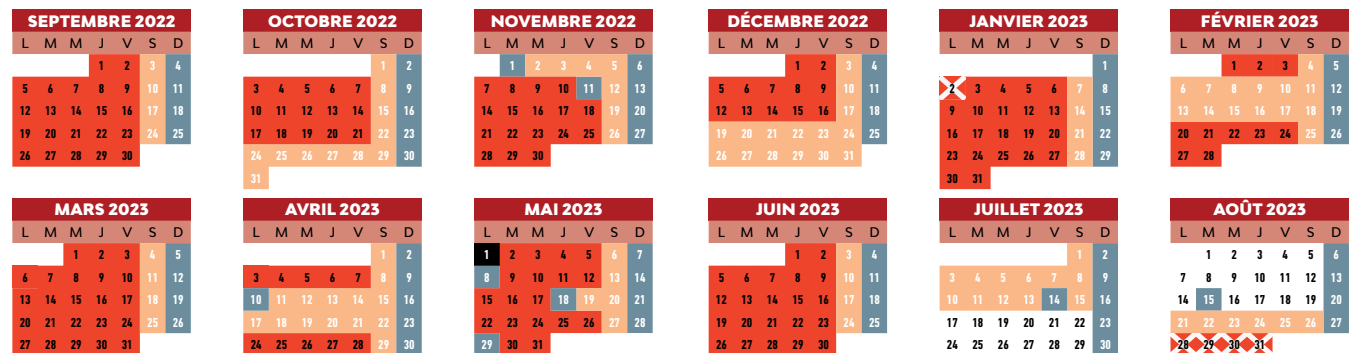 SEPTEMBRE 2022
L M M J V S D
1 2 3 4
5 6 7 8 9 10 11
12 13 14 15 16 17 18
19 20 21 22 23 24 25
26 27 28 29 30
OCTOBRE 2022
L M M J V S D
1 2
3 4 5 6 7 8 9
10 11 12 13 14 15 16
17 18 19 20 21 22 23
24 25 26 27 28 29 30
31
NOVEMBRE 2022
L M M J V S D
1 2 3 4 5 6
7 8 9 10 11 12 13
14 15 16 17 18 19 20
21 22 23 24 25 26 27
28 29 30
DÉCEMBRE 2022
L M M J V S D
1 2 3 4
5 6 7 8 9 10 11
12 13 14 15 16 17 18
19 20 21 22 23 24 25
26 27 28 29 30 31
JANVIER 2023
L M M J V S D
1
2 3 4 5 6 7 8
9 10 11 12 13 14 15
16 17 18 19 20 21 22
23 24 25 26 27 28 29
30 31
FÉVRIER 2023
L M M J V S D
1 2 3 4 5
6 7 8 9 10 11 12
13 14 15 16 17 18 19
20 21 22 23 24 25 26
27 28
MARS 2023
L M M J V S D
1 2 3 4 5
6 7 8 9 10 11 12
13 14 15 16 17 18 19
20 21 22 23 24 25 26
27 28 29 30 31
AVRIL 2023
L M M J V S D
1 2
3 4 5 6 7 8 9
10 11 12 13 14 15 16
17 18 19 20 21 22 23
24 25 26 27 28 29 30
MAI 2023
L M M J V S D
1 2 3 4 5 6 7
8 9 10 11 12 13 14
15 16 17 18 19 20 21
22 23 24 25 26 27 28
29 30 31
JUIN 2023
L M M J V S D
1 2 3 4
5 6 7 8 9 10 11
12 13 14 15 16 17 18
19 20 21 22 23 24 25
26 27 28 29 30
JUILLET 2023
L M M J V S D
1 2
3 4 5 6 7 8 9
10 11 12 13 14 15 16
17 18 19 20 21 22 23
24 25 26 27 28 29 30
AOÛT 2023
L M M J V S D
1 2 3 4 5 6
7 8 9 10 11 12 13
14 15 16 17 18 19 20
21 22 23 24 25 26 27
28 29 30 31